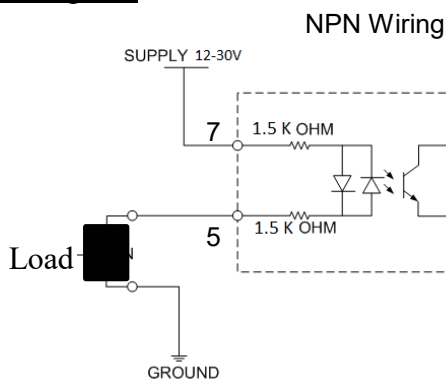 NPN Wiring
SUPPLY 12-30V
7
1.5 K OHM
5
1.5 K OHM
Load
GROUND